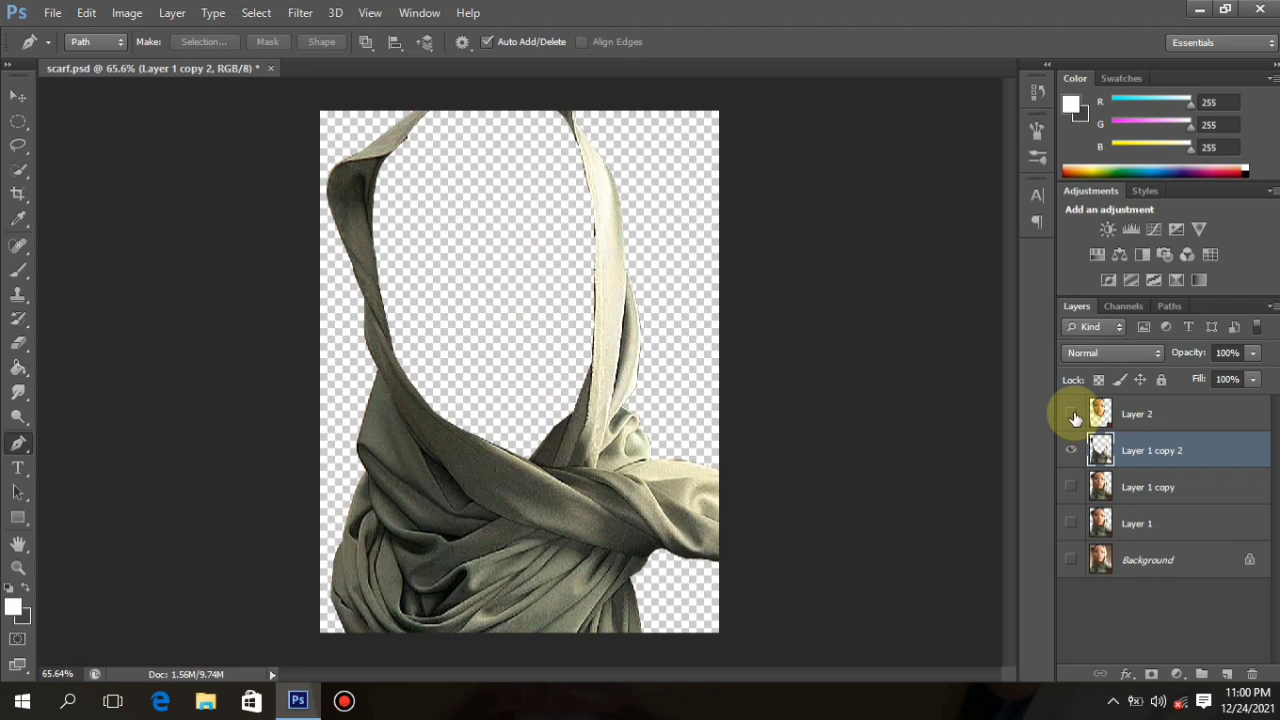 Ps File Edit Image Layer Type Select Filter 3D View Window Help
Path Make: Selection... Mask Shape Auto Add/Delete Align Edges Essentials
scarf.psd @ 65.6% (Layer 1 copy 2, RGB/8) * ×
Color Swatches
R 255
G 255
B 255
Adjustments Styles
Add an adjustment
Layers Channels Paths
Kind
Normal Opacity: 100%
Lock: Fill: 100%
Layer 2
Layer 1 copy 2
Layer 1 copy
Layer 1
Background
65.64% Doc: 1.56M/9.74M
Ps 11:00 PM
12/24/2021